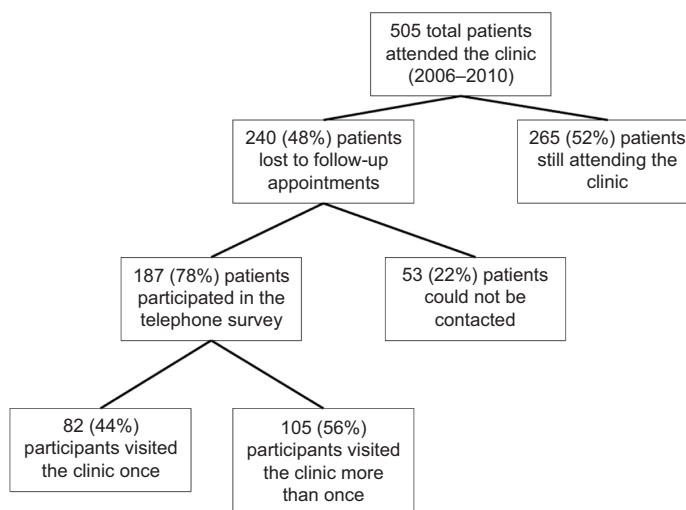 505 total patients
attended the clinic
(2006–2010)
240 (48%) patients
lost to follow-up
appointments
265 (52%) patients
still attending the
clinic
187 (78%) patients
participated in the
telephone survey
53 (22%) patients
could not be
contacted
82 (44%)
participants visited
the clinic once
105 (56%)
participants visited
the clinic more
than once